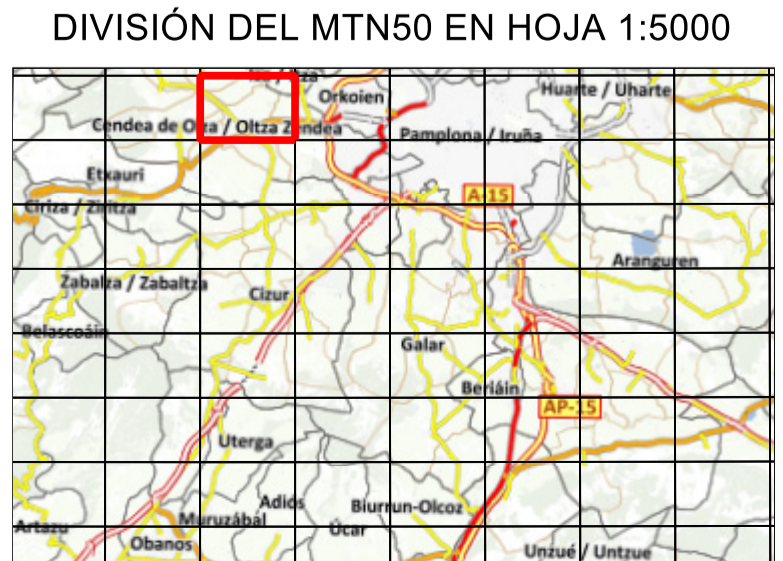 DIVISIÓN DEL MTN50 EN HOJA 1:5000
Huarte / Uharte
Orkoien
Cendea de Olza / Oltza Zendea
Pamplona / Iruña
Etxauri
A-15
Ciriza / Ziritza
Aranguren
Zabalza / Zabaltza
Cizur
Belascoáin
Galar
Beriáin
AP-15
Uterga
Adiós
Biurrun-Olcoz
Muruzábal
Artazu
Úcar
Obanos
Unzué / Untzue